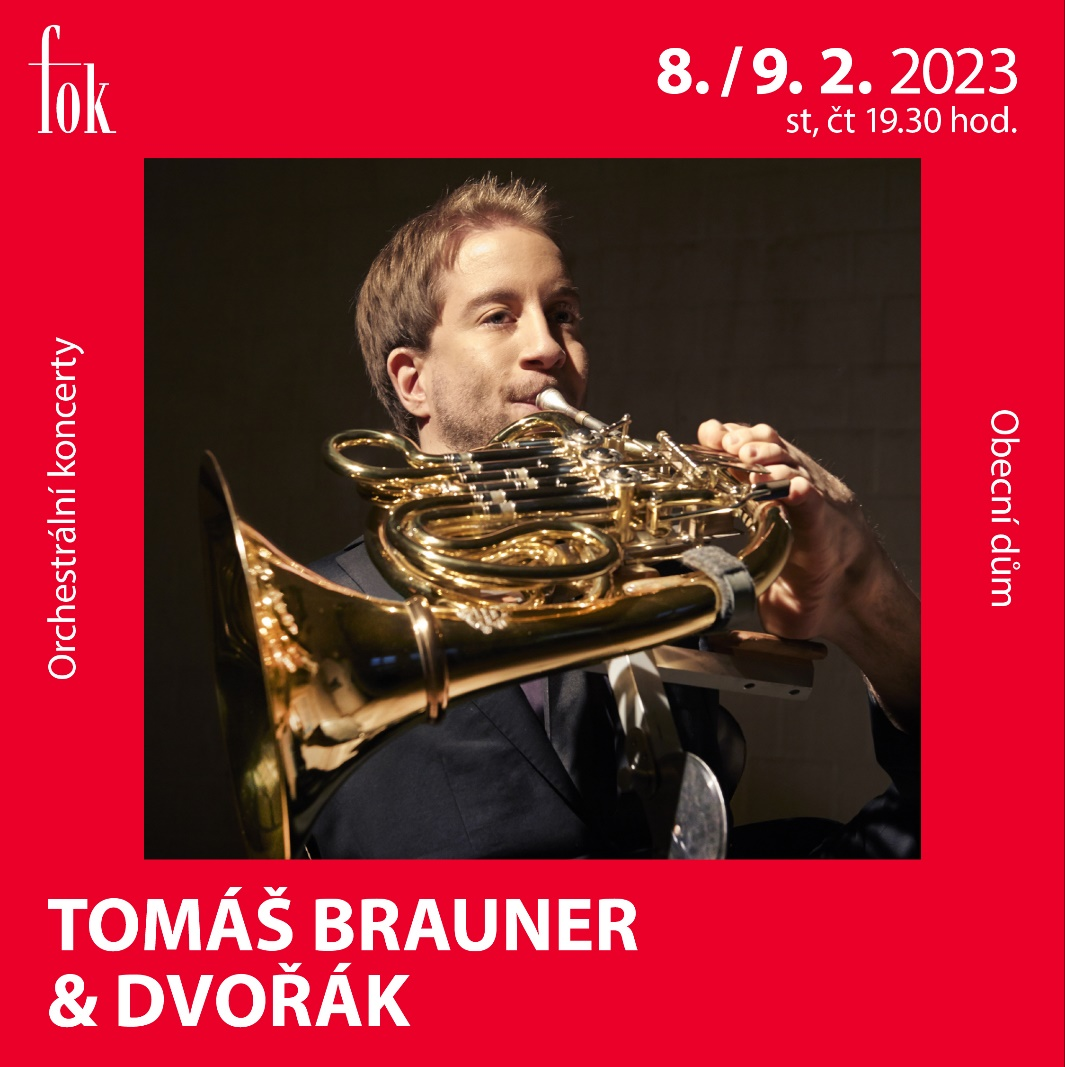 fok
8. / 9. 2. 2023
st, čt 19.30 hod.
Orchestrální koncerty
Obecní dům
TOMÁŠ BRAUNER
& DVOŘÁK